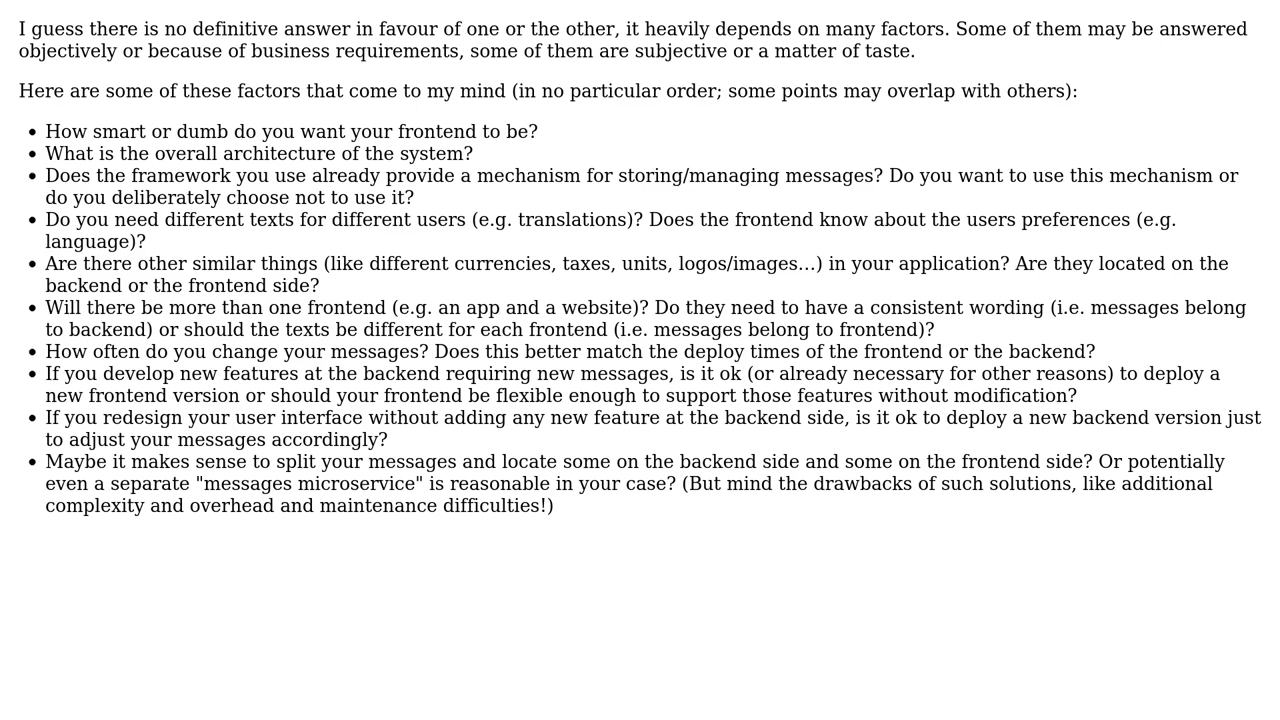 I guess there is no definitive answer in favour of one or the other, it heavily depends on many factors. Some of them may be answered
objectively or because of business requirements, some of them are subjective or a matter of taste.
Here are some of these factors that come to my mind (in no particular order; some points may overlap with others):
• How smart or dumb do you want your frontend to be?
• What is the overall architecture of the system?
• Does the framework you use already provide a mechanism for storing/managing messages? Do you want to use this mechanism or
do you deliberately choose not to use it?
• Do you need different texts for different users (e.g. translations)? Does the frontend know about the users preferences (e.g.
language)?
• Are there other similar things (like different currencies, taxes, units, logos/images...) in your application? Are they located on the
backend or the frontend side?
• Will there be more than one frontend (e.g. an app and a website)? Do they need to have a consistent wording (i.e. messages belong
to backend) or should the texts be different for each frontend (i.e. messages belong to frontend)?
• How often do you change your messages? Does this better match the deploy times of the frontend or the backend?
• If you develop new features at the backend requiring new messages, is it ok (or already necessary for other reasons) to deploy a
new frontend version or should your frontend be flexible enough to support those features without modification?
• If you redesign your user interface without adding any new feature at the backend side, is it ok to deploy a new backend version just
to adjust your messages accordingly?
• Maybe it makes sense to split your messages and locate some on the backend side and some on the frontend side? Or potentially
even a separate "messages microservice" is reasonable in your case? (But mind the drawbacks of such solutions, like additional
complexity and overhead and maintenance difficulties!)